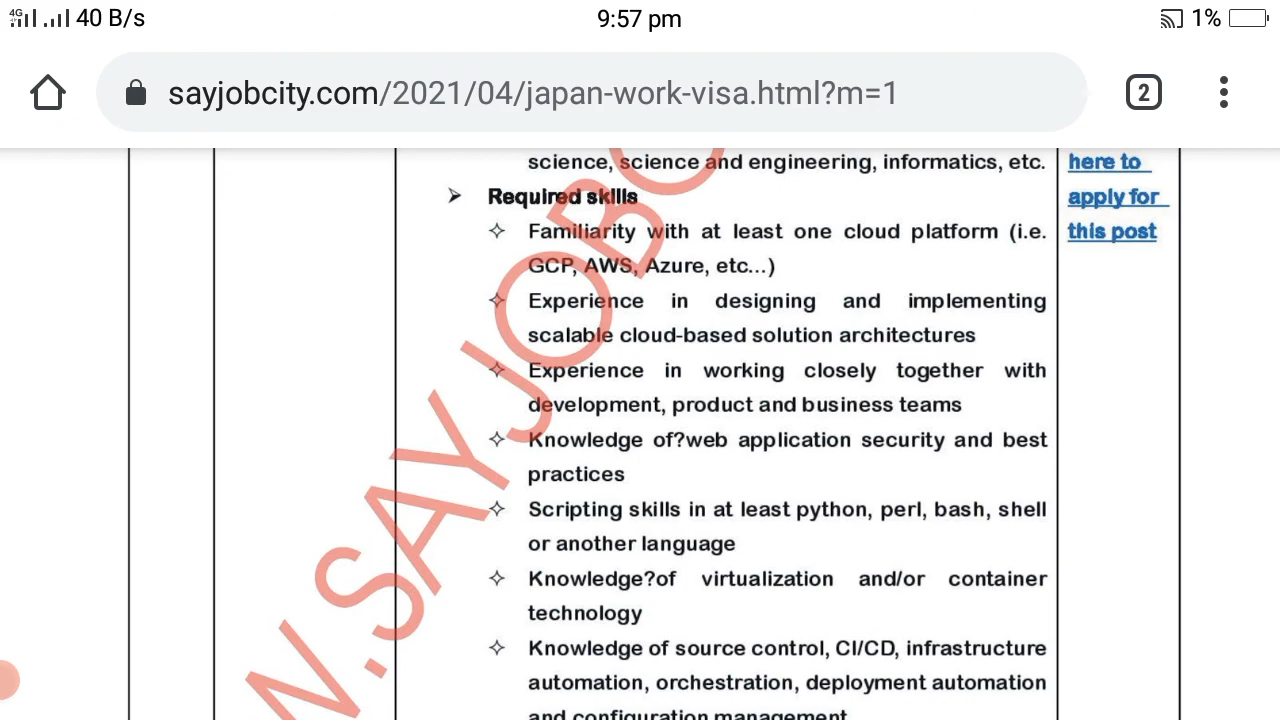 4G 40 B/s 9:57 pm 1%
sayjobcity.com/2021/04/japan-work-visa.html?m=1 2
science, science and engineering, informatics, etc.
Required skills
Familiarity with at least one cloud platform (i.e.
GCP, AWS, Azure, etc...)
Experience in designing and implementing
scalable cloud-based solution architectures
Experience in working closely together with
development, product and business teams
Knowledge of?web application security and best
practices
Scripting skills in at least python, perl, bash, shell
or another language
Knowledge?of virtualization and/or container
technology
Knowledge of source control, CI/CD, infrastructure
automation, orchestration, deployment automation
and configuration management
here to
apply for
this post
W.SAYJOBC